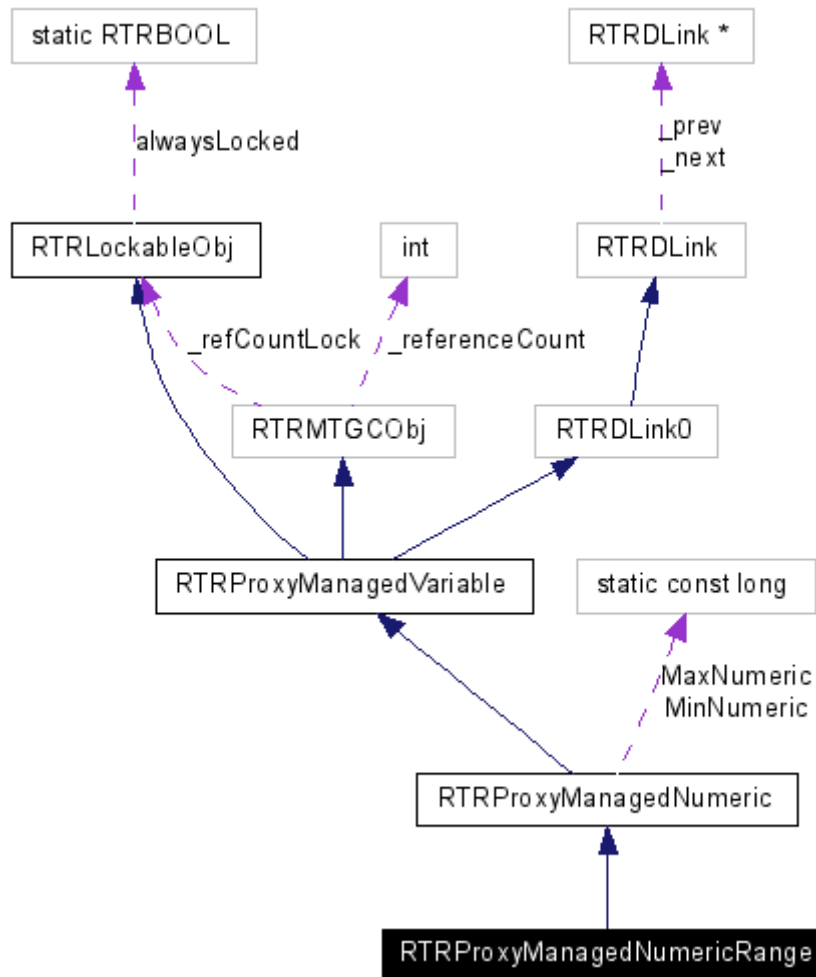 static RTRBOOL
RTRDLink *
alwaysLocked
_prev
_next
RTRLockableObj
int
RTRDLink
_refCountLock
_referenceCount
RTRMTGCObj
RTRDLink0
RTRProxyManagedVariable
static const long
MaxNumeric
MinNumeric
RTRProxyManagedNumeric
RTRProxyManagedNumericRange